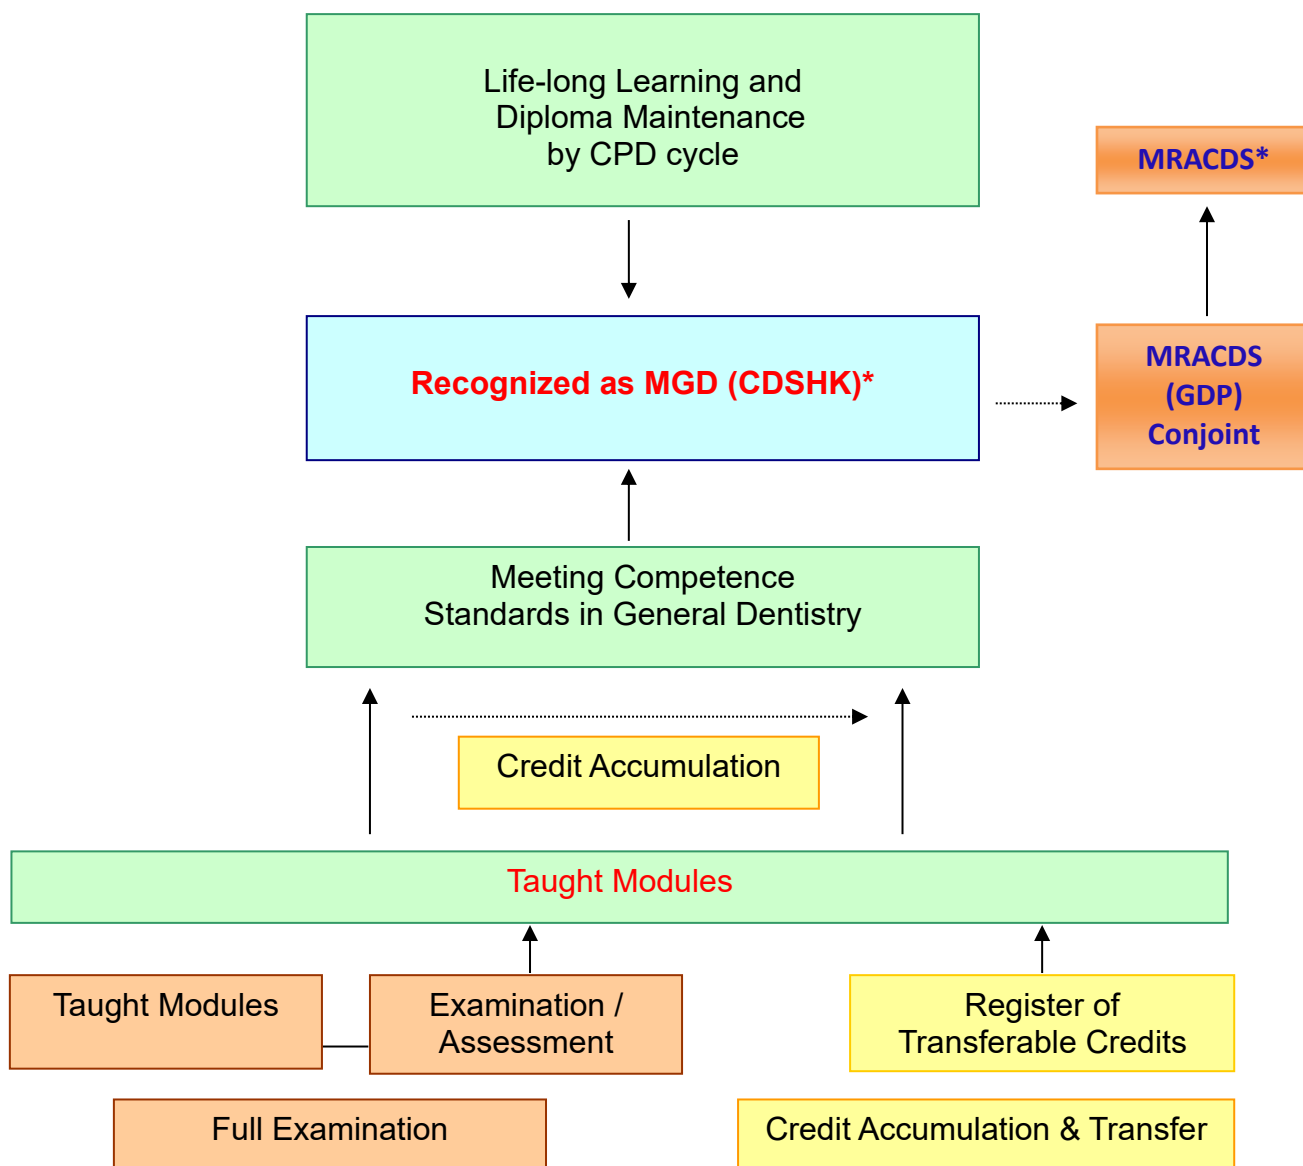 Life-long Learning and
Diploma Maintenance
by CPD cycle
MRACDS*
Recognized as MGD (CDSHK)*
MRACDS
(GDP)
Conjoint
Meeting Competence
Standards in General Dentistry
Credit Accumulation
Taught Modules
Taught Modules
Examination /
Assessment
Register of
Transferable Credits
Full Examination
Credit Accumulation & Transfer